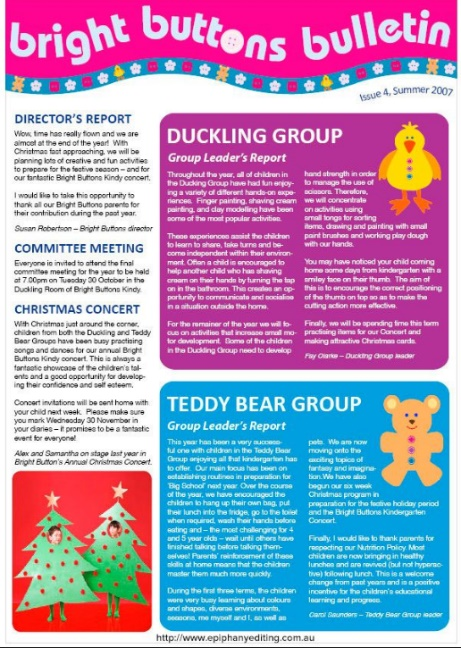 bright buttons bulletin
Issue 4, Summer 2007
DIRECTOR'S REPORT
Wow, time has really flown and we are
almost at the end of the year! With
Christmas fast approaching, we will be
planning lots of creative and fun activities
to prepare for the festive season – and for
our fantastic Bright Buttons Kindy concert.
I would like to take this opportunity to
thank all our Bright Buttons parents for
their contribution during the past year.
Susan Robertson – Bright Buttons director
COMMITTEE MEETING
Everyone is invited to attend the final
committee meeting for the year to be held
at 7.00pm on Tuesday 30 October in the
Duckling Room of Bright Buttons Kindy.
CHRISTMAS CONCERT
With Christmas just around the corner,
children from both the Duckling and Teddy
Bear Groups have been busy practising
songs and dances for our annual Bright
Buttons Kindy concert. This is always a
fantastic showcase of the children's tal-
ents and a good opportunity for develop-
ing their confidence and self esteem.
Concert invitations will be sent home with
your child next week. Please make sure
you mark Wednesday 30 November in
your diaries – it promises to be a fantastic
event for everyone!
Alex and Samantha on stage last year in
Bright Button's Annual Christmas Concert.
DUCKLING GROUP
Group Leader's Report
Throughout the year, all of children in
the Duckling Group have had fun enjoy-
ing a variety of different hands-on expe-
riences. Finger painting, shaving cream
painting, and clay modelling have been
some of the most popular activities.
These experiences assist the children
to learn to share, take turns and be-
come independent within their environ-
ment. Often a child is encouraged to
help another child who has shaving
cream on their hands by turning the tap
on in the bathroom. This creates an op-
portunity to communicate and socialise
in a situation outside the home.
For the remainder of the year we will fo-
cus on activities that increase small mo-
tor development. Some of the children
in the Duckling Group need to develop
hand strength in order
to manage the use of
scissors. Therefore,
we will concentrate
on activities using
small tongs for sorting
items, drawing and painting with small
paint brushes and working play dough
with our hands.
You may have noticed your child coming
home some days from kindergarten with a
smiley face on their thumb. The aim of
this is to encourage the correct positioning
of the thumb on top so as to make the
cutting action more effective.
Finally, we will be spending time this term
practising items for our Concert and
making attractive Christmas cards.
Fay Clarke – Duckling Group leader
TEDDY BEAR GROUP
Group Leader's Report
This year has been a very success-
ful one with children in the Teddy Bear
Group enjoying all that kindergarten has
to offer. Our main focus has been on
establishing routines in preparation for
'Big School' next year. Over the course
of the year, we have encouraged the
children to hang up their own bag, put
their lunch into the fridge, go to the toilet
when required, wash their hands before
eating and – the most challenging for 4
and 5 year olds – wait until others have
finished talking before talking them-
selves! Parents' reinforcement of these
skills at home means that the children
master them much more quickly.
During the first three terms, the children
were very busy learning about colours
and shapes, diverse environments,
seasons, me myself and I, as well as
pets. We are now
moving onto the
exciting topics of
fantasy and imagina-
tion.We have also
begun our six week
Christmas program in
preparation for the festive holiday period
and the Bright Buttons Kindergarten
Concert.
Finally, I would like to thank parents for
respecting our Nutrition Policy. Most
children are now bringing in healthy
lunches and are revived (but not hyperac-
tive) following lunch. This is a welcome
change from past years and is a positive
incentive for the children's educational
learning and progress.
Carol Saunders – Teddy Bear Group leader
http://www.epiphanyediting.com.au